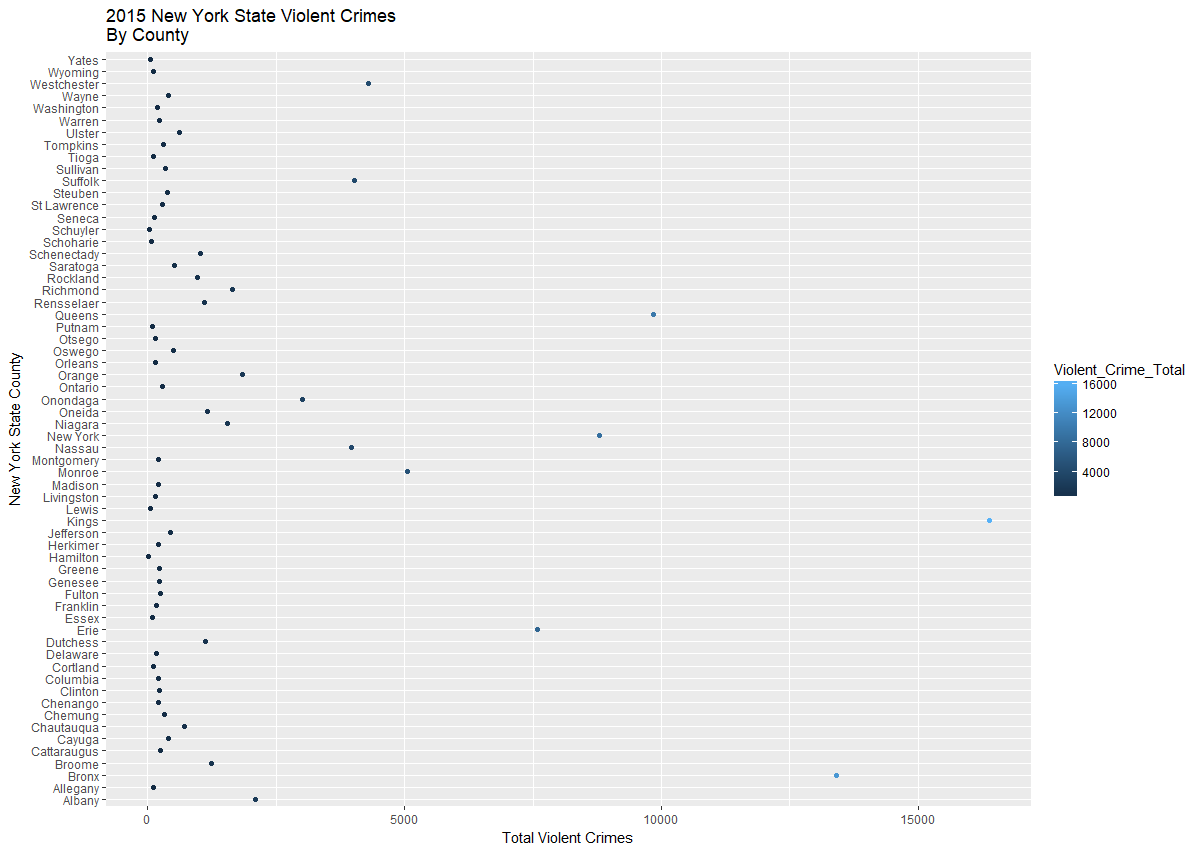 2015 New York State Violent Crimes
By County
Yates
Wyoming
Westchester
Wayne
Washington
Warren
Ulster
Tompkins
Tioga
Sullivan
Suffolk
Steuben
St Lawrence
Seneca
Schuyler
Schoharie
Schenectady
Saratoga
Rockland
Richmond
Rensselaer
Queens
Putnam
Otsego
Oswego
Orleans
Orange
Ontario
Onondaga
Oneida
Niagara
New York
Nassau
Montgomery
Monroe
Madison
Livingston
Lewis
Kings
Jefferson
Herkimer
Hamilton
Greene
Genesee
Fulton
Franklin
Essex
Erie
Dutchess
Delaware
Cortland
Columbia
Clinton
Chenango
Chemung
Chautauqua
Cayuga
Cattaraugus
Broome
Bronx
Allegany
Albany
New York State County
0 5000 10000 15000
Total Violent Crimes
Violent_Crime_Total
16000
12000
8000
4000